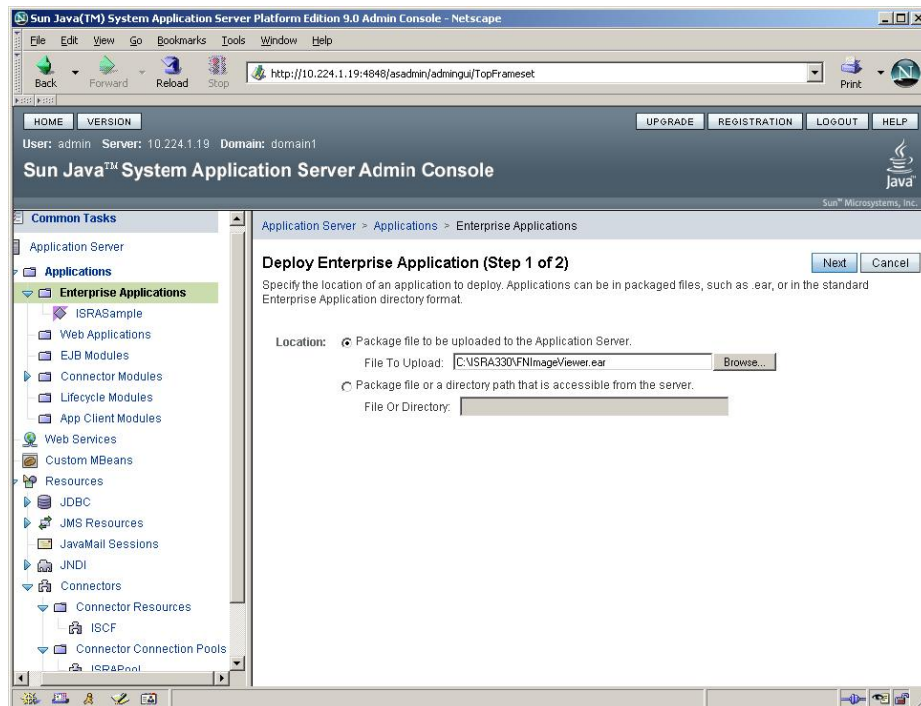 Sun Java(TM) System Application Server Platform Edition 9.0 Admin Console - Netscape
File Edit View Go Bookmarks Tools Window Help
Back Forward Reload Stop http://10.224.1.19:4848/asadmin/admingui/TopFrameset Print N
HOME VERSION UPGRADE REGISTRATION LOGOUT HELP
User: admin Server: 10.224.1.19 Domain: domain1
Sun Java™ System Application Server Admin Console
Java
Sun™ Microsystems, Inc.
Common Tasks
Application Server
Applications
Enterprise Applications
ISRASample
Web Applications
EJB Modules
Connector Modules
Lifecycle Modules
App Client Modules
Web Services
Custom MBeans
Resources
JDBC
JMS Resources
JavaMail Sessions
JNDI
Connectors
Connector Resources
ISCF
Connector Connection Pools
ISRAPool
Application Server > Applications > Enterprise Applications
Deploy Enterprise Application (Step 1 of 2) Next Cancel
Specify the location of an application to deploy. Applications can be in packaged files, such as .ear, or in the standard
Enterprise Application directory format.
Location: Package file to be uploaded to the Application Server.
File To Upload: C:\ISRA330\FNImageViewer.ear Browse...
Package file or a directory path that is accessible from the server.
File Or Directory: